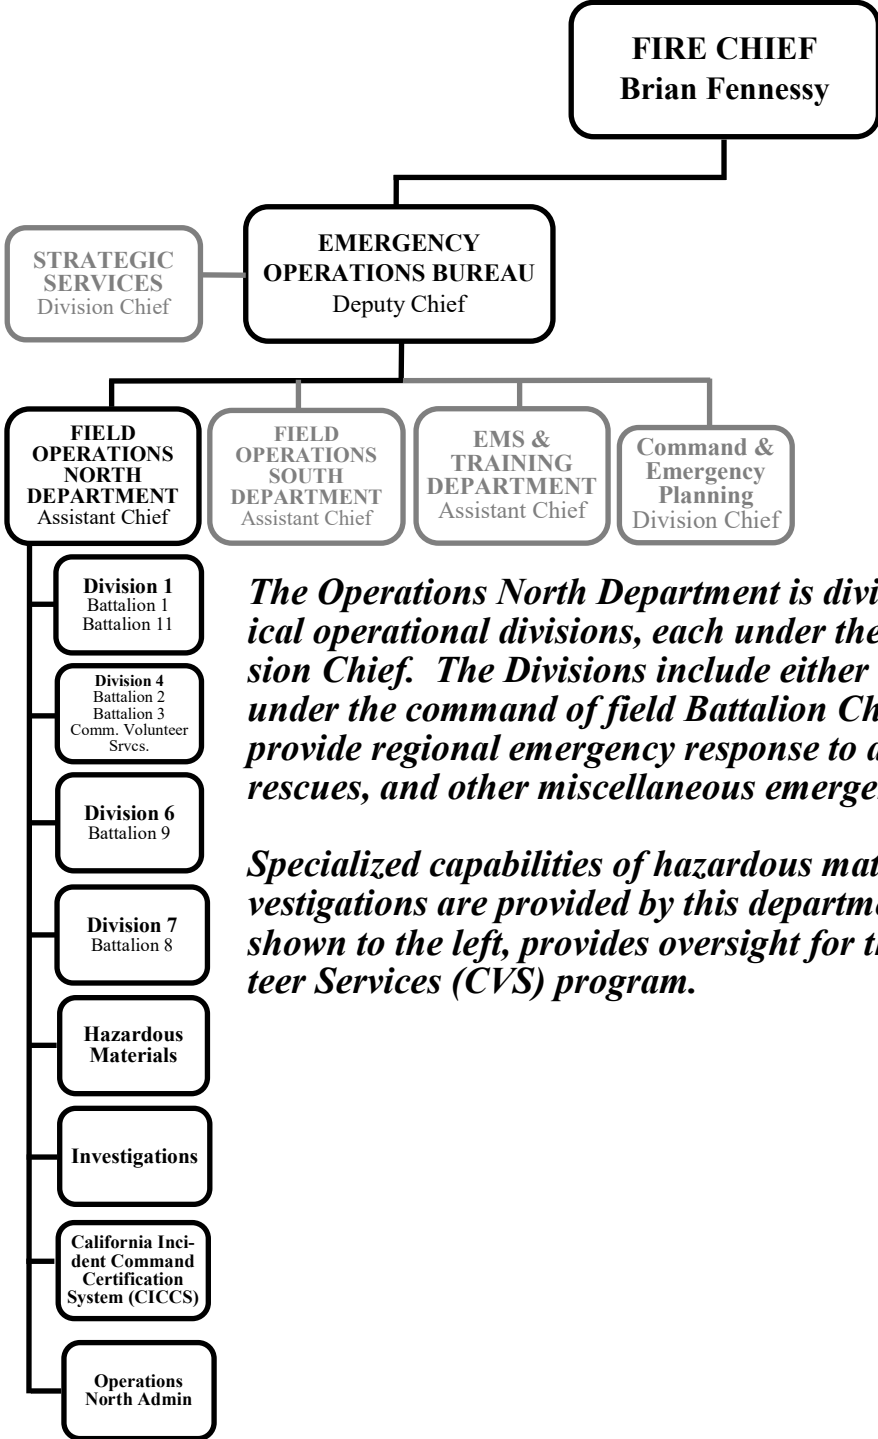 FIRE CHIEF
Brian Fennessy
STRATEGIC
SERVICES
Division Chief
EMERGENCY
OPERATIONS BUREAU
Deputy Chief
FIELD
OPERATIONS
NORTH
DEPARTMENT
Assistant Chief
FIELD
OPERATIONS
SOUTH
DEPARTMENT
Assistant Chief
EMS &
TRAINING
DEPARTMENT
Assistant Chief
Command &
Emergency
Planning
Division Chief
Division 1
Battalion 1
Battalion 11
Division 4
Battalion 2
Battalion 3
Comm. Volunteer
Srvcs.
Division 6
Battalion 9
Division 7
Battalion 8
Hazardous
Materials
Investigations
California Inci-
dent Command
Certification
System (CICCS)
Operations
North Admin
The Operations North Department is
ical operational divisions, each under the
sion Chief. The Divisions include either
under the command of field Battalion
provide regional emergency response to
rescues, and other miscellaneous
Specialized capabilities of hazardous
vestigations are provided by this
shown to the left, provides oversight for
teer Services (CVS) program.